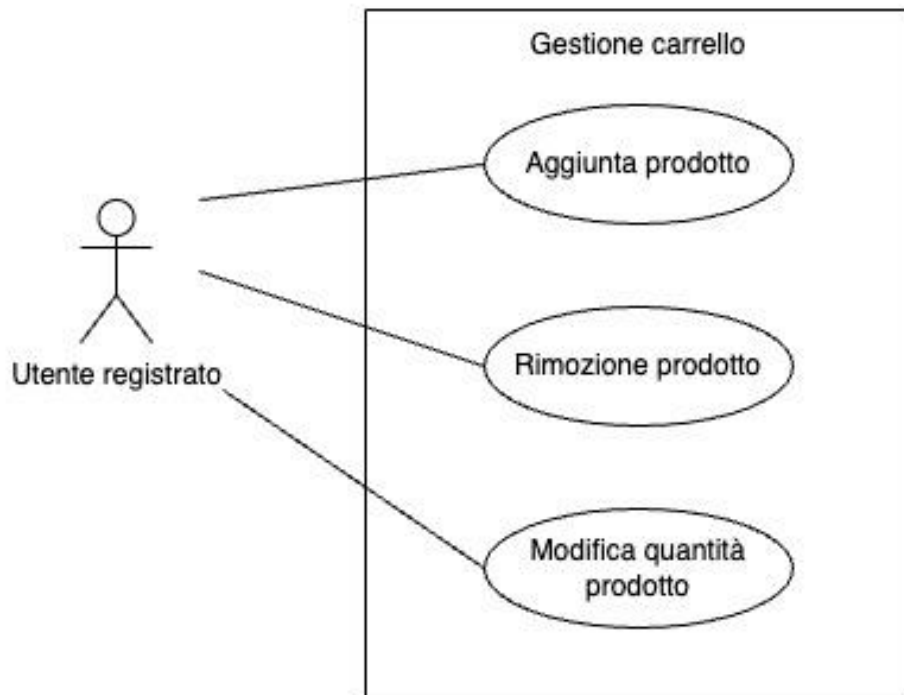 Gestione carrello
Aggiunta prodotto
Rimozione prodotto
Utente registrato
Modifica quantità
prodotto